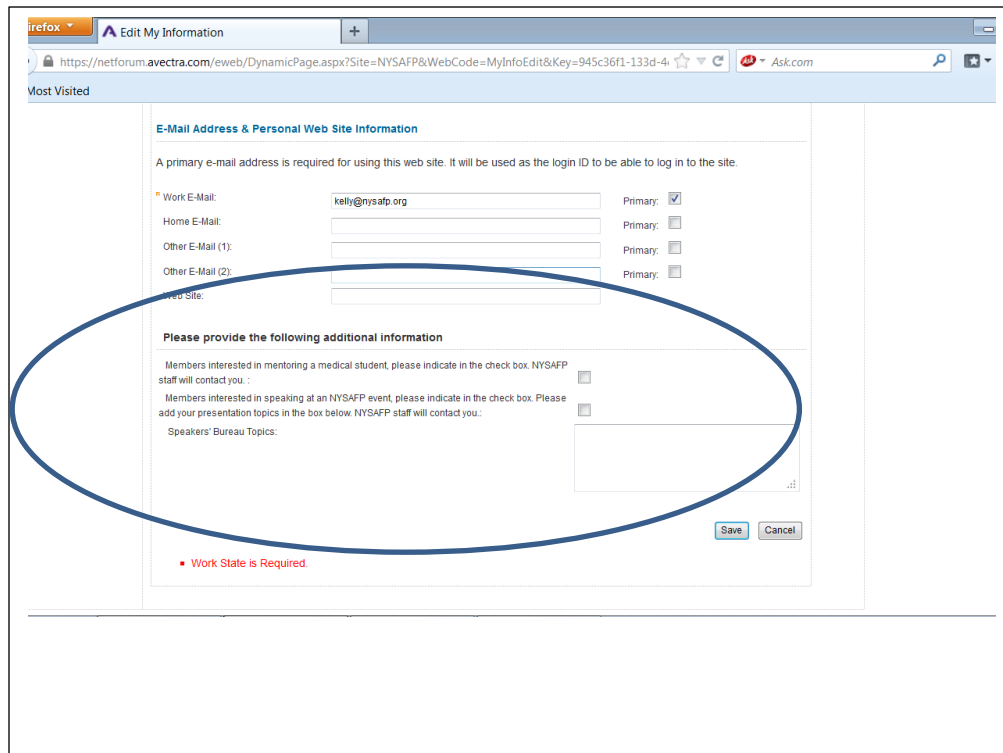 irefox
Edit My Information
https://netforum.avectra.com/eweb/DynamicPage.aspx?Site=NYSAFP&WebCode=MyInfoEdit&Key=945c36f1-133d-4
Ask.com
Most Visited
E-Mail Address & Personal Web Site Information
A primary e-mail address is required for using this web site. It will be used as the login ID to be able to log in to the site.
Work E-Mail: kelly@nysafp.org Primary:
Home E-Mail: Primary:
Other E-Mail (1): Primary:
Other E-Mail (2): Primary:
Web Site:
Please provide the following additional information
Members interested in mentoring a medical student, please indicate in the check box. NYSAFP
staff will contact you. :
Members interested in speaking at an NYSAFP event, please indicate in the check box. Please
add your presentation topics in the box below. NYSAFP staff will contact you.:
Speakers' Bureau Topics:
Save Cancel
Work State is Required.